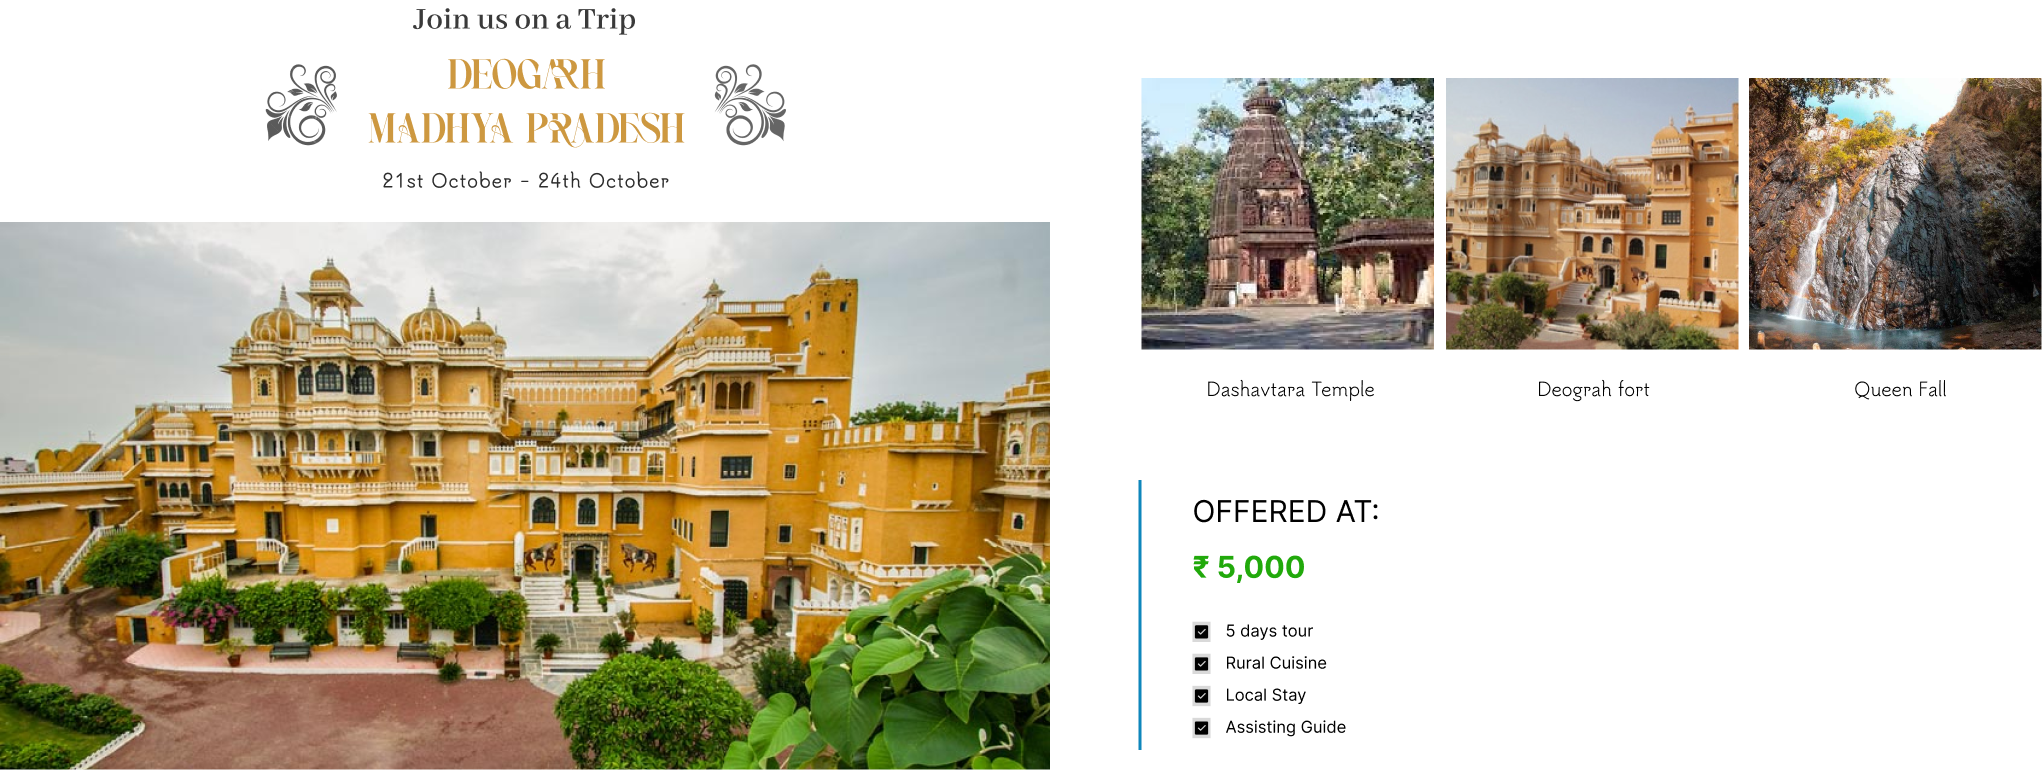 Join us on a Trip
DEOGARH
MADHYA PRADESH
21st October - 24th October
Dashavtara Temple
Deograh fort
Queen Fall
OFFERED AT:
₹ 5,000
5 days tour
Rural Cuisine
Local Stay
Assisting Guide